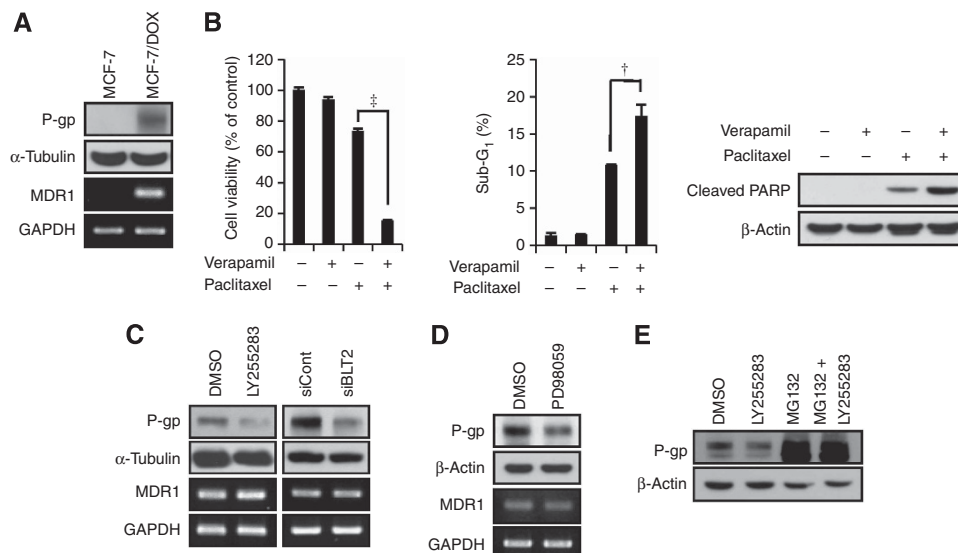 A
MCF-7
MCF-7/DOX
P-gp
α-Tubulin
MDR1
GAPDH
B
Cell viability (% of control)
120
100
80
60
40
20
0
‡
Verapamil – + – +
Paclitaxel – – + +
Sub-G1 (%)
25
20
15
10
5
0
†
Verapamil – + – +
Paclitaxel – – + +
Verapamil – + – +
Paclitaxel – – + +
Cleaved PARP
β-Actin
C
DMSO
LY255283
siCont
siBLT2
P-gp
α-Tubulin
MDR1
GAPDH
D
DMSO
PD98059
P-gp
β-Actin
MDR1
GAPDH
E
DMSO
LY255283
MG132
MG132 +
LY255283
P-gp
β-Actin